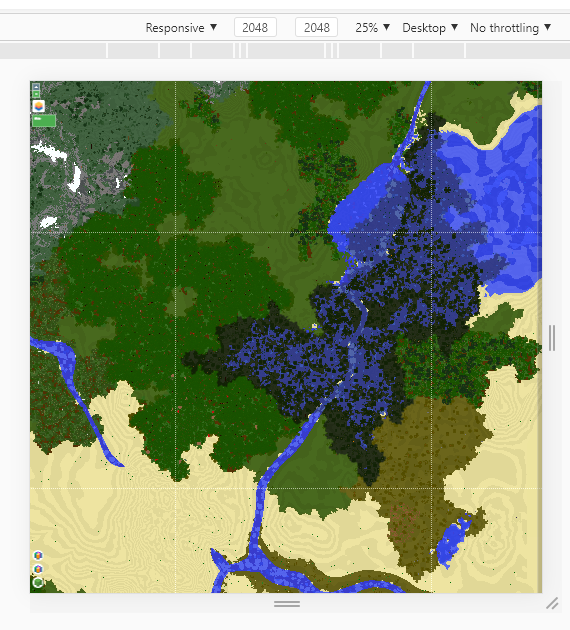 Responsive ▼ 2048 2048 25% ▼ Desktop ▼ No throttling ▼